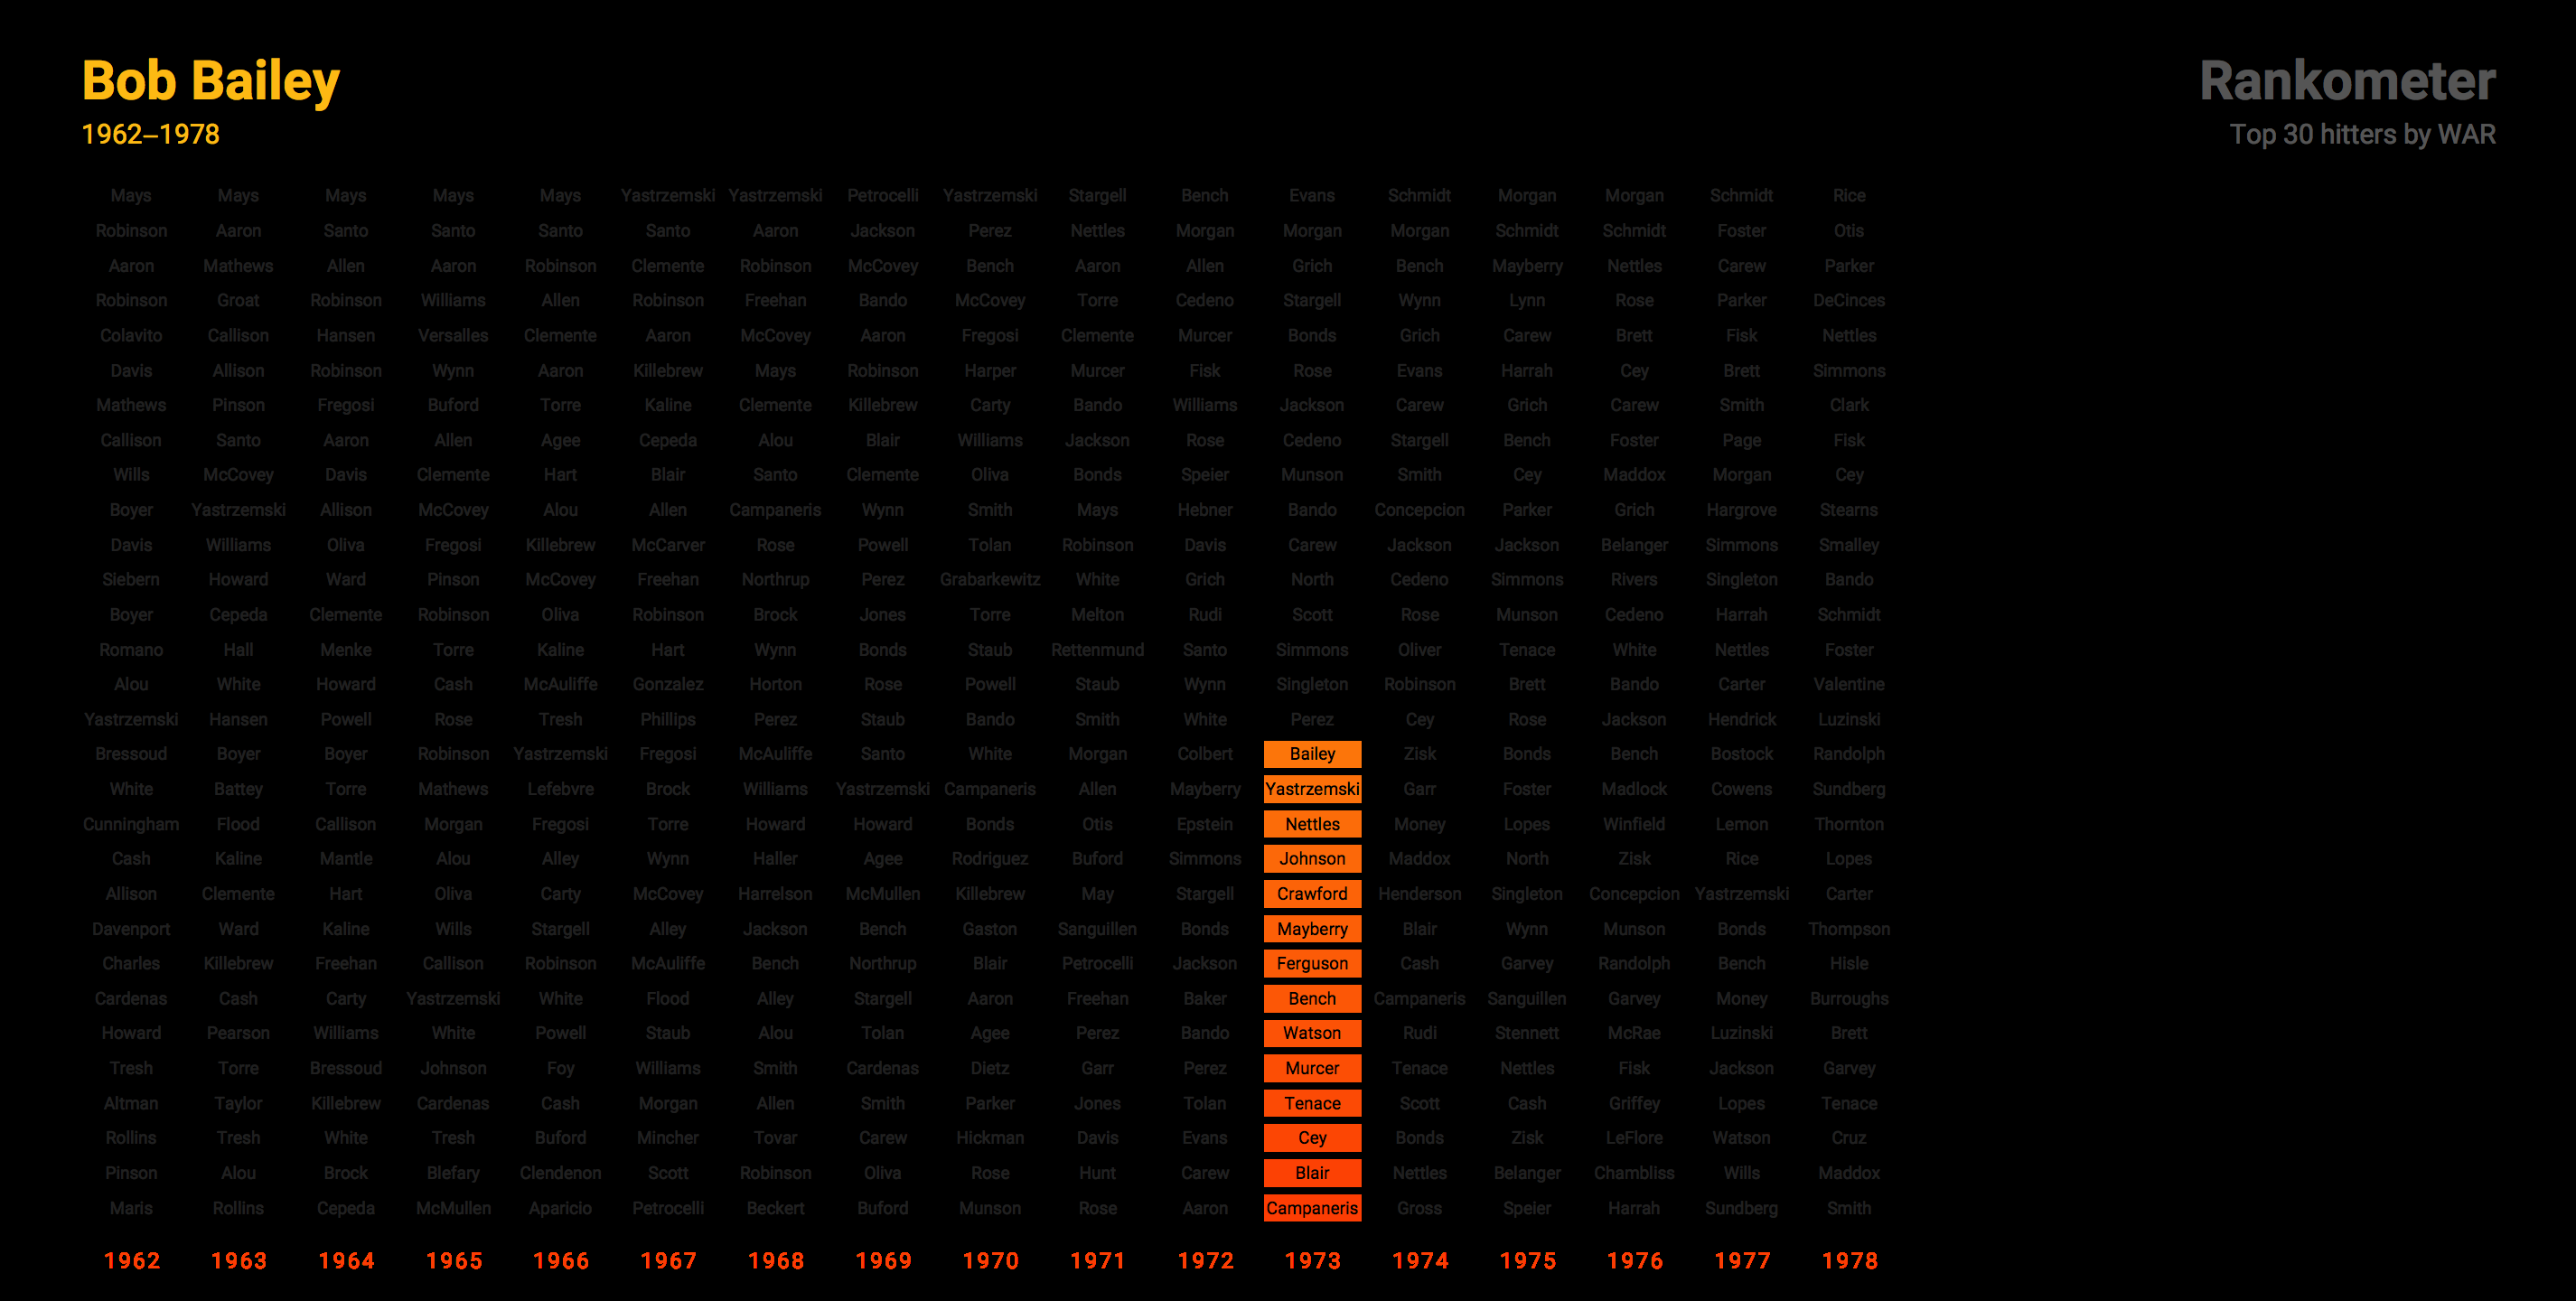 Bob Bailey
1962–1978
Rankometer
Top 30 hitters by WAR
Mays Mays Mays Mays Mays Yastrzemski Yastrzemski Petrocelli Yastrzemski Stargell Bench Evans Schmidt Morgan Morgan Schmidt Rice
Robinson Aaron Santo Santo Santo Santo Aaron Jackson Perez Nettles Morgan Morgan Morgan Schmidt Schmidt Foster Otis
Aaron Mathews Allen Aaron Robinson Clemente Robinson McCovey Bench Aaron Allen Grich Bench Mayberry Nettles Carew Parker
Robinson Groat Robinson Williams Allen Robinson Freehan Bando McCovey Torre Cedeno Stargell Wynn Lynn Rose Parker DeCinces
Colavito Callison Hansen Versalles Clemente Aaron McCovey Aaron Fregosi Clemente Murcer Bonds Grich Carew Brett Fisk Nettles
Davis Allison Robinson Wynn Aaron Killebrew Mays Robinson Harper Murcer Fisk Rose Evans Harrah Cey Brett Simmons
Mathews Pinson Fregosi Buford Torre Kaline Clemente Killebrew Carty Bando Williams Jackson Carew Grich Carew Smith Clark
Callison Santo Aaron Allen Agee Cepeda Alou Blair Williams Jackson Rose Cedeno Stargell Bench Foster Page Fisk
Wills McCovey Davis Clemente Hart Blair Santo Clemente Oliva Bonds Speier Munson Smith Cey Maddox Morgan Cey
Boyer Yastrzemski Allison McCovey Alou Allen Campaneris Wynn Smith Mays Hebner Bando Concepcion Parker Grich Hargrove Stearns
Davis Williams Oliva Fregosi Killebrew McCarver Rose Powell Tolan Robinson Davis Carew Jackson Jackson Belanger Simmons Smalley
Siebern Howard Ward Pinson McCovey Freehan Northrup Perez Grabarkewitz White Grich North Cedeno Simmons Rivers Singleton Bando
Boyer Cepeda Clemente Robinson Oliva Robinson Brock Jones Torre Melton Rudi Scott Rose Munson Cedeno Harrah Schmidt
Romano Hall Menke Torre Kaline Hart Wynn Bonds Staub Rettenmund Santo Simmons Oliver Tenace White Nettles Foster
Alou White Howard Cash McAuliffe Gonzalez Horton Rose Powell Staub Wynn Singleton Robinson Brett Bando Carter Valentine
Yastrzemski Hansen Powell Rose Tresh Phillips Perez Staub Bando Smith White Perez Cey Rose Jackson Hendrick Luzinski
Bressoud Boyer Boyer Robinson Yastrzemski Fregosi McAuliffe Santo White Morgan Colbert Bailey Zisk Bonds Bench Bostock Randolph
White Battey Torre Mathews Lefebvre Brock Williams Yastrzemski Campaneris Allen Mayberry Yastrzemski Garr Foster Madlock Cowens Sundberg
Cunningham Flood Callison Morgan Fregosi Torre Howard Howard Bonds Otis Epstein Nettles Money Lopes Winfield Lemon Thornton
Cash Kaline Mantle Alou Alley Wynn Haller Agee Rodriguez Buford Simmons Johnson Maddox North Zisk Rice Lopes
Allison Clemente Hart Oliva Carty McCovey Harrelson McMullen Killebrew May Stargell Crawford Henderson Singleton Concepcion Yastrzemski Carter
Davenport Ward Kaline Wills Stargell Alley Jackson Bench Gaston Sanguillen Bonds Mayberry Blair Wynn Munson Bonds Thompson
Charles Killebrew Freehan Callison Robinson McAuliffe Bench Northrup Blair Petrocelli Jackson Ferguson Cash Garvey Randolph Bench Hisle
Cardenas Cash Carty Yastrzemski White Flood Alley Stargell Aaron Freehan Baker Bench Campaneris Sanguillen Garvey Money Burroughs
Howard Pearson Williams White Powell Staub Alou Tolan Agee Perez Bando Watson Rudi Stennett McRae Luzinski Brett
Tresh Torre Bressoud Johnson Foy Williams Smith Cardenas Dietz Garr Perez Murcer Tenace Nettles Fisk Jackson Garvey
Altman Taylor Killebrew Cardenas Cash Morgan Allen Smith Parker Jones Tolan Tenace Scott Cash Griffey Lopes Tenace
Rollins Tresh White Tresh Buford Mincher Tovar Carew Hickman Davis Evans Cey Bonds Zisk LeFlore Watson Cruz
Pinson Alou Brock Blefary Clendenon Scott Robinson Oliva Rose Hunt Carew Blair Nettles Belanger Chambliss Wills Maddox
Maris Rollins Cepeda McMullen Aparicio Petrocelli Beckert Buford Munson Rose Aaron Campaneris Gross Speier Harrah Sundberg Smith
1962 1963 1964 1965 1966 1967 1968 1969 1970 1971 1972 1973 1974 1975 1976 1977 1978